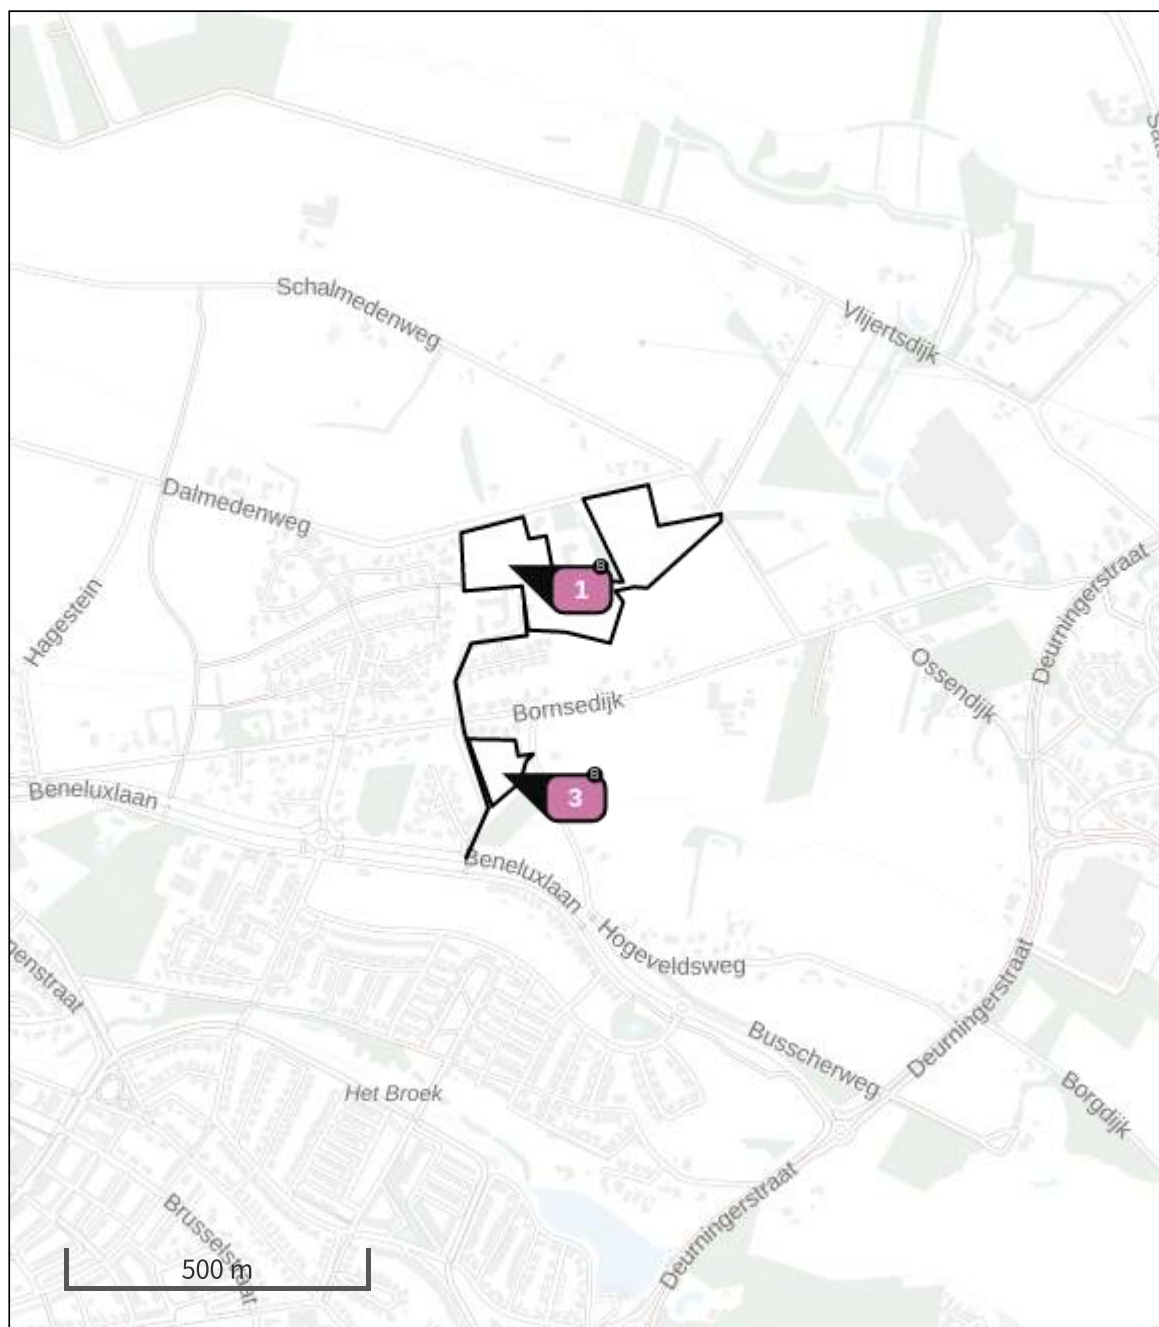 Schalmedenweg
Vlijertsdijk
Dalmedenweg
Deurningerstraat
1
Hagestein
Ossendijk
Bornsedijk
Beneluxlaan
3
Beneluxlaan
Hogeveldsweg
Deurningerstraat
Busscherweg
Het Broek
Borgdijk
Deurningerstraat
Brusselstraat
500 m